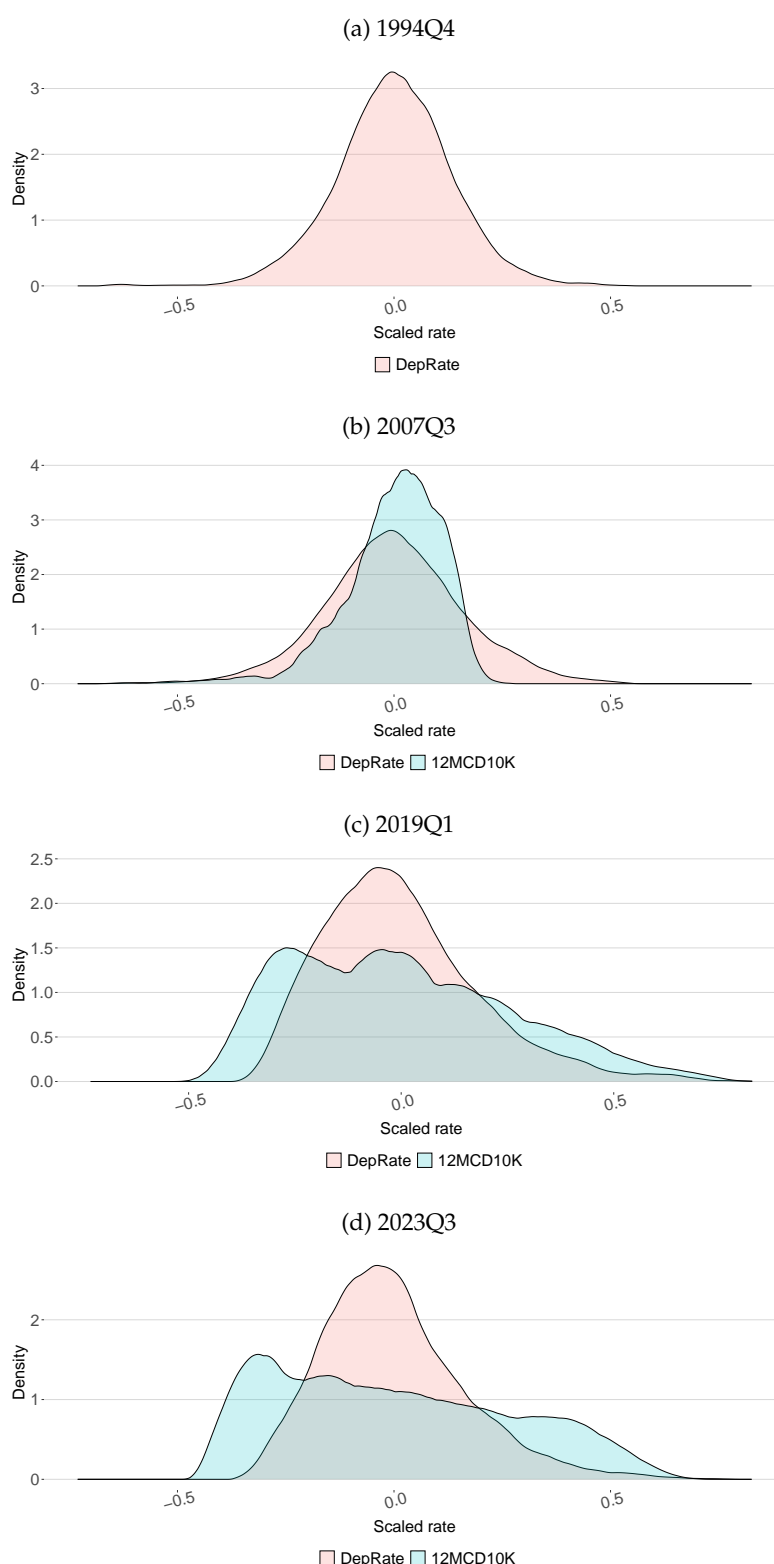 (a) 1994Q4
3
2
1
0
Density
−0.5 0.0 0.5
Scaled rate
DepRate
(b) 2007Q3
4
3
2
1
0
Density
−0.5 0.0 0.5
Scaled rate
DepRate 12MCD10K
(c) 2019Q1
2.5
2.0
1.5
1.0
0.5
0.0
Density
−0.5 0.0 0.5
Scaled rate
DepRate 12MCD10K
(d) 2023Q3
2
1
0
Density
−0.5 0.0 0.5
Scaled rate
DepRate 12MCD10K